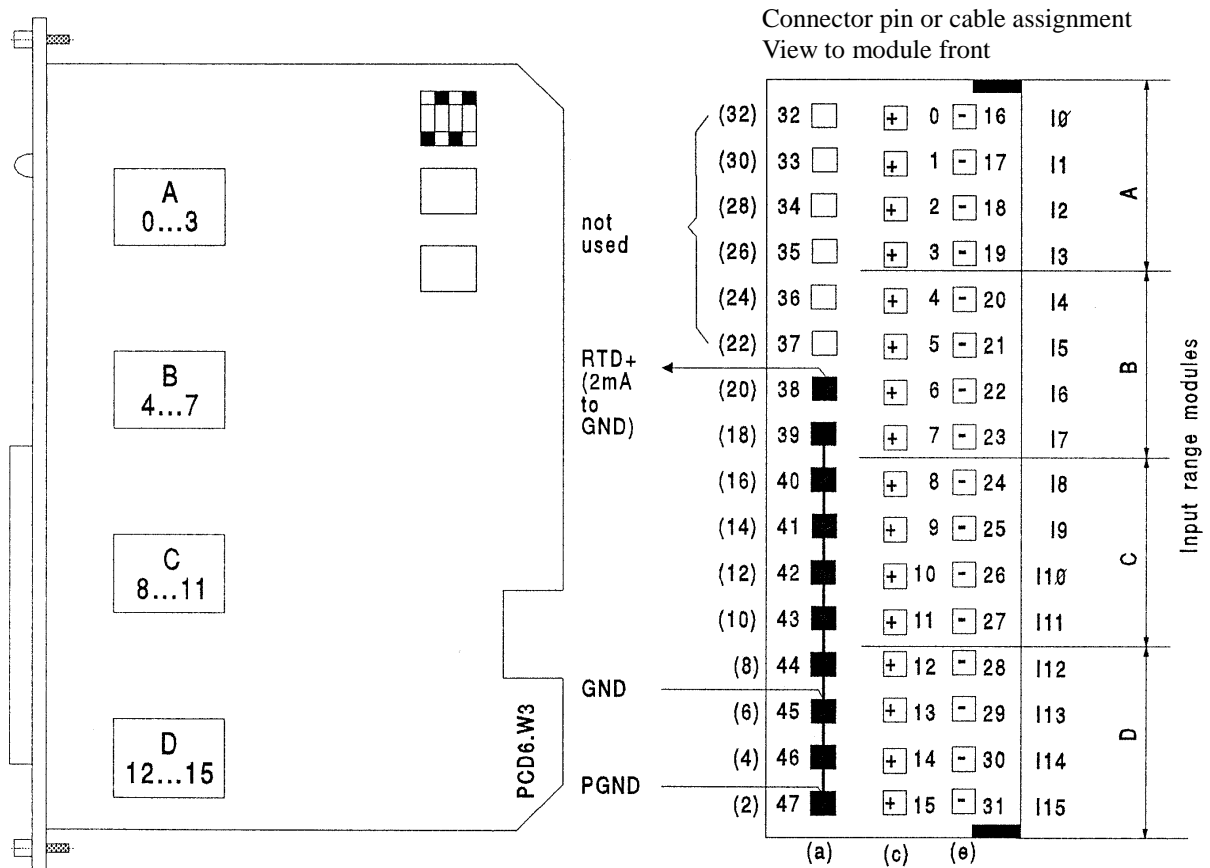 Connector pin or cable assignment
View to module front
A
0...3
B
4...7
C
8...11
D
12...15
PCD6.W3
not
used
RTD+
(2mA
to
GND)
GND
PGND
(32) 32 + 0 - 16 I0
(30) 33 + 1 - 17 I1
(28) 34 + 2 - 18 I2
(26) 35 + 3 - 19 I3
(24) 36 + 4 - 20 I4
(22) 37 + 5 - 21 I5
(20) 38 + 6 - 22 I6
(18) 39 + 7 - 23 I7
(16) 40 + 8 - 24 I8
(14) 41 + 9 - 25 I9
(12) 42 + 10 - 26 I10
(10) 43 + 11 - 27 I11
(8) 44 + 12 - 28 I12
(6) 45 + 13 - 29 I13
(4) 46 + 14 - 30 I14
(2) 47 + 15 - 31 I15
(a) (c) (e)
A
B
C
D
Input range modules